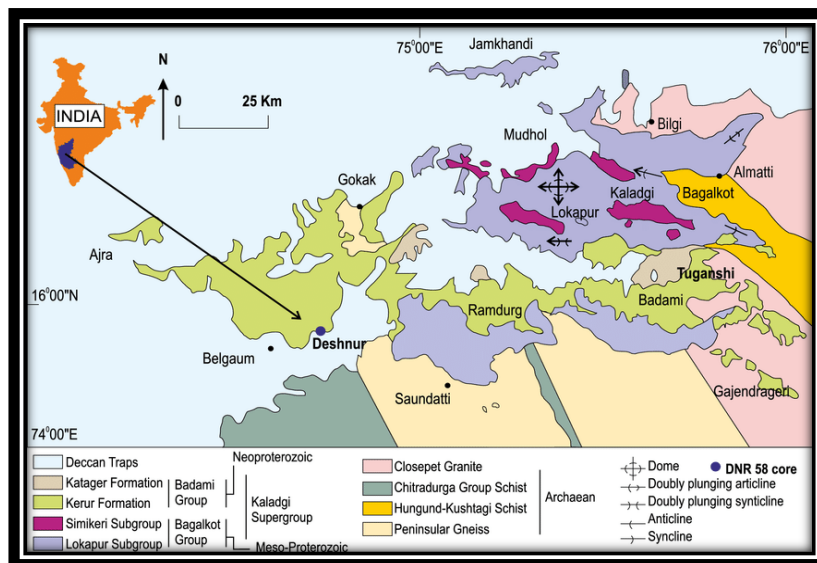 75°00"E
76°00"E
Jamkhandi
N
0
25 Km
INDIA
Bilgi
Mudhol
Almatti
Gokak
Kaladgi
Bagalkot
Lokapur
Ajra
Tuganshi
16°00"N
Badami
Ramdurg
Deshnur
Belgaum
Saundatti
Gajendragerl
74°00"E
Neoproterozoic
Deccan Traps
Katager Formation
Kerur Formation
Badami
Group
Simikeri Subgroup
Lokapur Subgroup
Bagalkot
Group
Kaladgi
Supergroup
Meso-Proterozoic
Closepet Granite
Chitradurga Group Schist
Hungund-Kushtagi Schist
Peninsular Gneiss
Archaean
Dome
DNR 58 core
Doubly plunging articline
Doubly plunging synticline
Anticline
Syncline